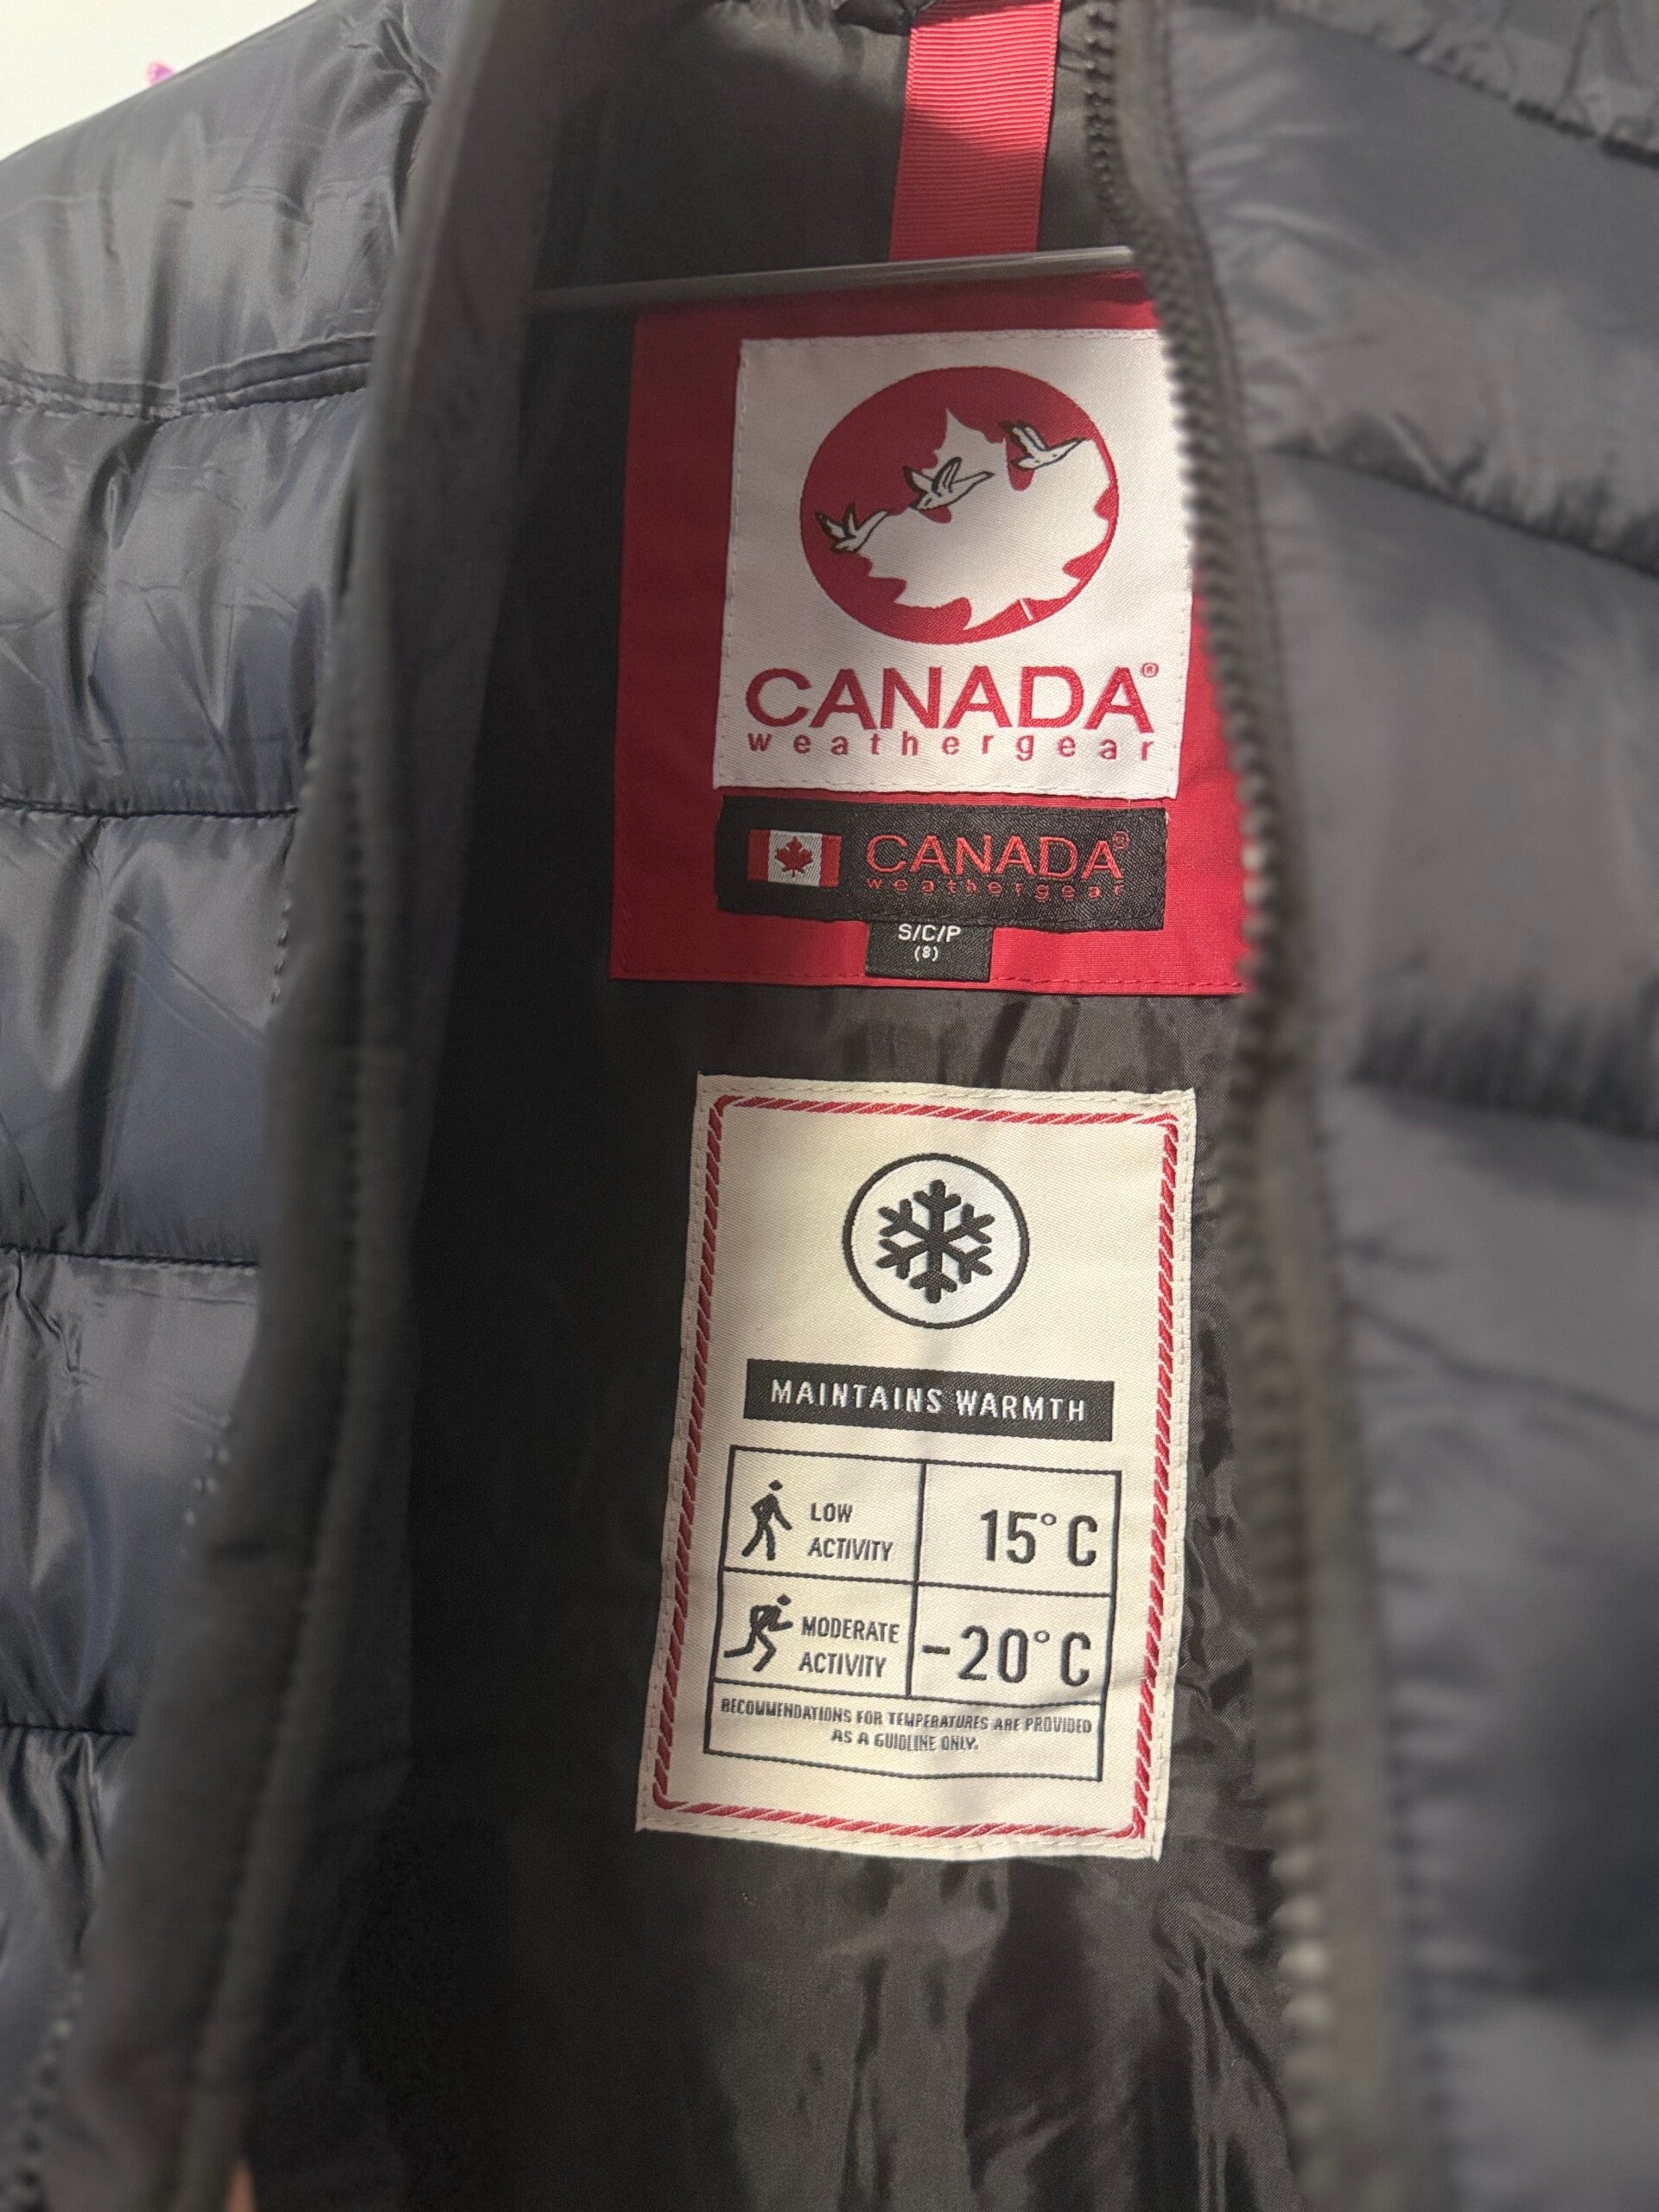 CANADA®
weathergear
CANADA®
weathergear
S/C/P
(8)
MAINTAINS WARMTH
LOW
ACTIVITY
15°C
MODERATE
ACTIVITY
-20°C
RECOMMENDATIONS FOR TEMPERATURES ARE PROVIDED
AS A GUIDLINE ONLY.